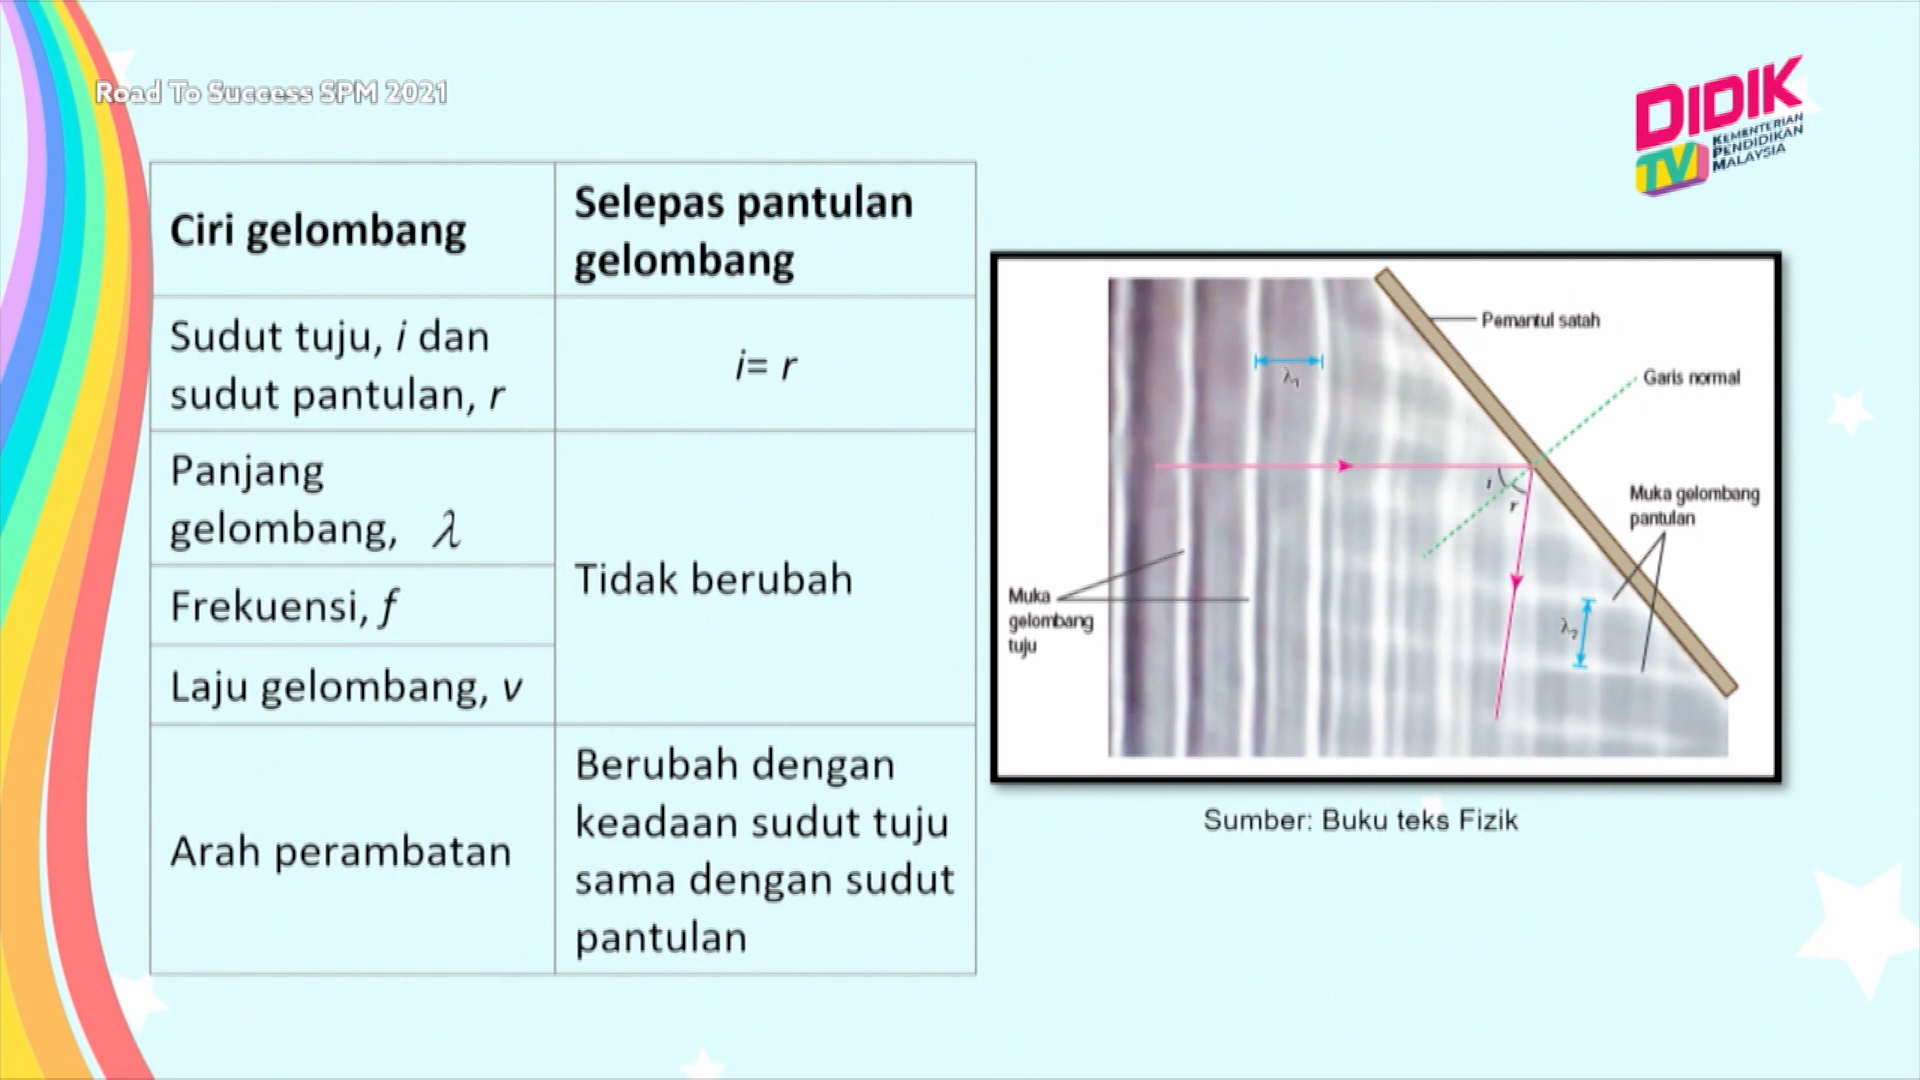 Road To Success SPM 2021
DIDIK
TV
KEMENTERIAN
PENDIDIKAN
MALAYSIA
Ciri gelombang
Selepas pantulan
gelombang
Sudut tuju, i dan
sudut pantulan, r
i= r
Panjang
gelombang, λ
Frekuensi, f
Laju gelombang, v
Tidak berubah
Arah perambatan
Berubah dengan
keadaan sudut tuju
sama dengan sudut
pantulan
Pemantul satah
λ₁
Garis normal
i
r
Muka gelombang
pantulan
Muka
gelombang
tuju
λ₂
Sumber: Buku teks Fizik